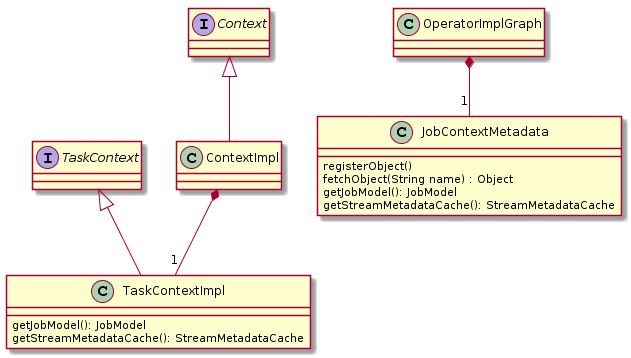 I Context
C OperatorImplGraph
1
C JobContextMetadata
registerObject()
fetchObject(String name) : Object
getJobModel(): JobModel
getStreamMetadataCache(): StreamMetadataCache
I TaskContext
C ContextImpl
1
C TaskContextImpl
getJobModel(): JobModel
getStreamMetadataCache(): StreamMetadataCache